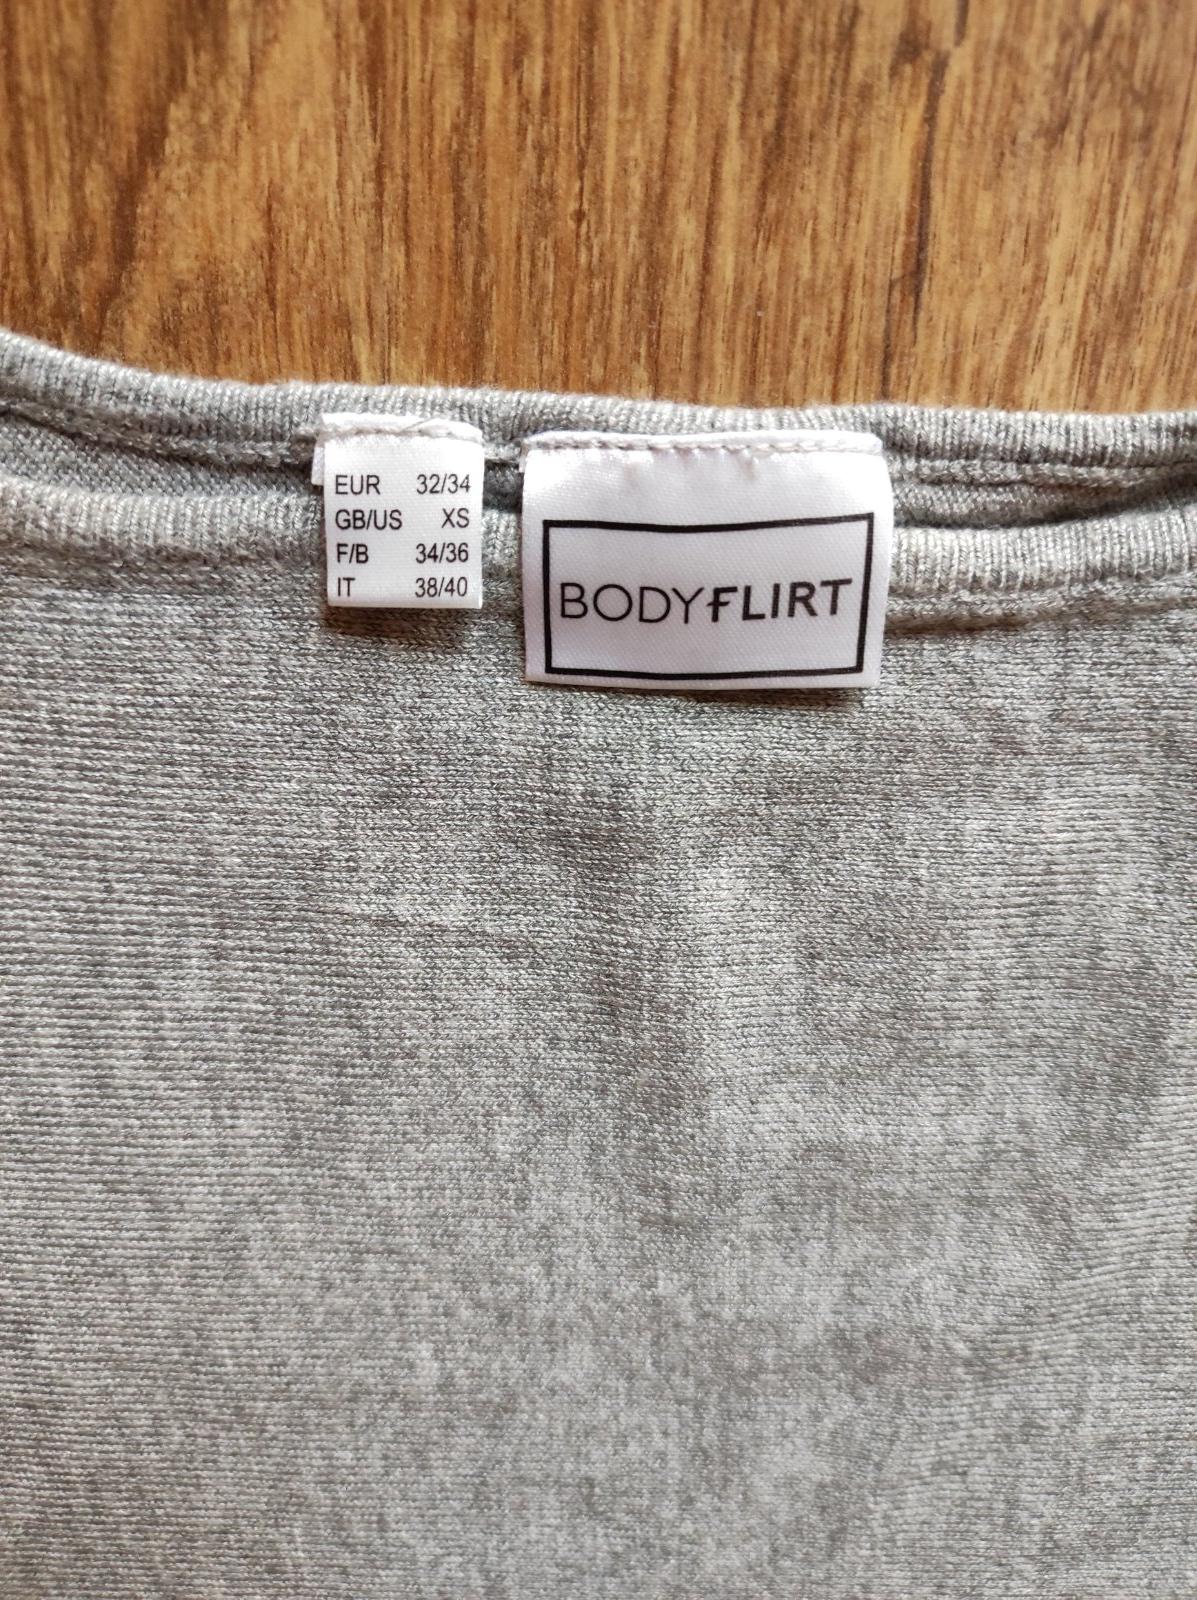 EUR 32/34
GB/US XS
F/B 34/36
IT 38/40
BODYFLIRT